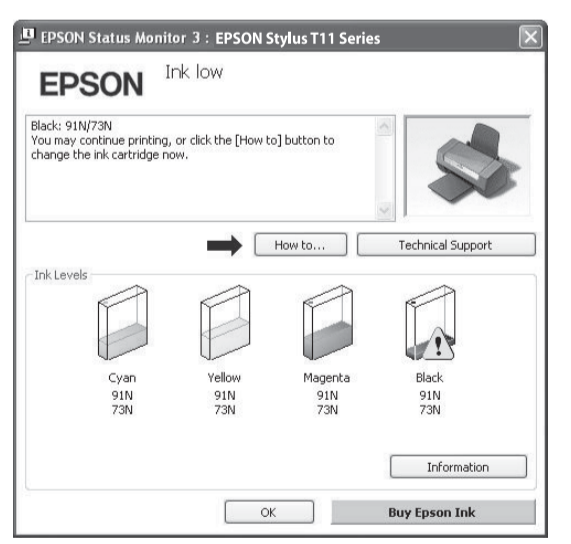 EPSON Status Monitor 3 : EPSON Stylus T11 Series
EPSON
Ink low
Black: 91N/73N
You may continue printing, or click the [How to] button to
change the ink cartridge now.
How to...
Technical Support
Ink Levels
Cyan
91N
73N
Yellow
91N
73N
Magenta
91N
73N
Black
91N
73N
Information
OK
Buy Epson Ink